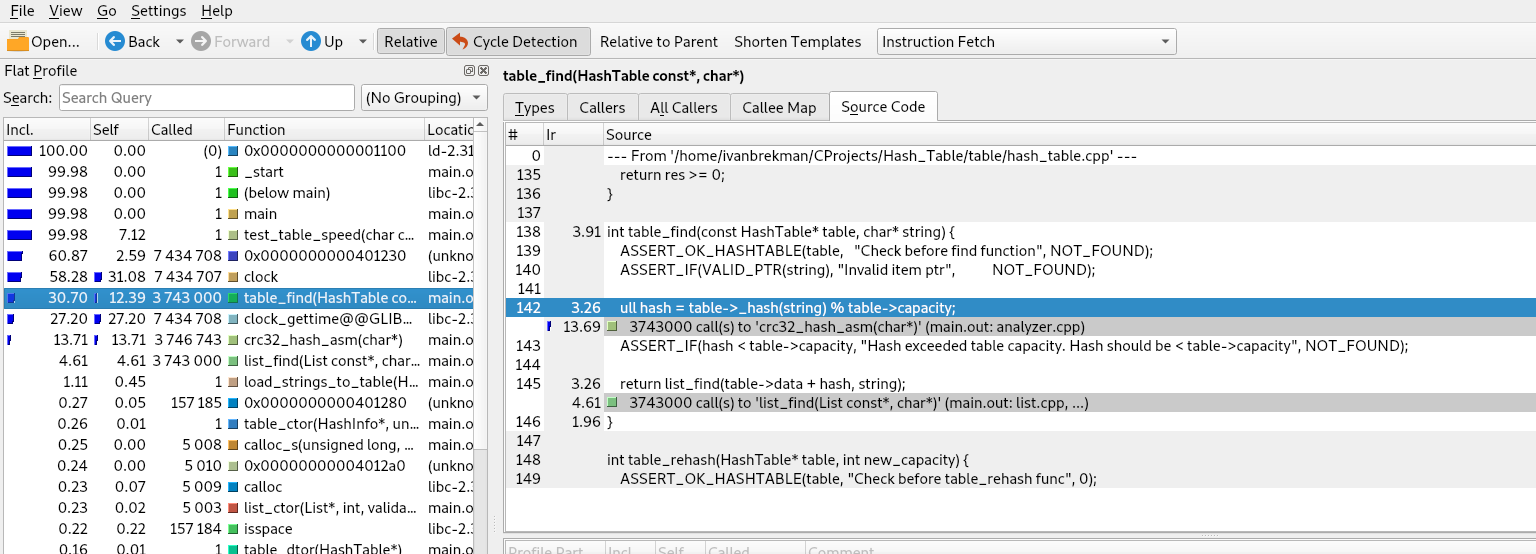 File View Go Settings Help
Open... Back Forward Up Relative Cycle Detection Relative to Parent Shorten Templates Instruction Fetch
Flat Profile
Search: Search Query (No Grouping)
Incl. Self Called Function Locatic
100.00 0.00 (0) 0x0000000000001100 ld-2.31
99.98 0.00 1 _start main.o
99.98 0.00 1 (below main) libc-2.
99.98 0.00 1 main main.o
99.98 7.12 1 test_table_speed(char c... main.o
60.87 2.59 7 434 708 0x0000000000401230 (unkno
58.28 31.08 7 434 707 clock libc-2.3
30.70 12.39 3 743 000 table_find(HashTable co... main.o
27.20 27.20 7 434 708 clock_gettime@@GLIB... libc-2.3
13.71 13.71 3 746 743 crc32_hash_asm(char*) main.o
4.61 4.61 3 743 000 list_find(List const*, char... main.o
1.11 0.45 1 load_strings_to_table(H... main.o
0.27 0.05 157 185 0x0000000000401280 (unkno
0.26 0.01 1 table_ctor(HashInfo*, un... main.o
0.25 0.00 5 008 calloc_s(unsigned long, ... main.o
0.24 0.00 5 010 0x00000000004012a0 (unkno
0.23 0.07 5 009 calloc libc-2.3
0.23 0.02 5 003 list_ctor(List*, int, valida... main.o
0.22 0.22 157 184 isspace libc-2.3
0.16 0.01 1 table_dtor(HashTable*) main.o
table_find(HashTable const*, char*)
Types Callers All Callers Callee Map Source Code
# Ir Source
0 --- From '/home/ivanbrekman/CProjects/Hash_Table/table/hash_table.cpp' ---
135 return res >= 0;
136 }
137
138 3.91 int table_find(const HashTable* table, char* string) {
139 ASSERT_OK_HASHTABLE(table, "Check before find function", NOT_FOUND);
140 ASSERT_IF(VALID_PTR(string), "Invalid item ptr", NOT_FOUND);
141
142 3.26 ull hash = table->_hash(string) % table->capacity;
13.69 3743000 call(s) to 'crc32_hash_asm(char*)' (main.out: analyzer.cpp)
143 ASSERT_IF(hash < table->capacity, "Hash exceeded table capacity. Hash should be < table->capacity", NOT_FOUND);
144
145 3.26 return list_find(table->data + hash, string);
4.61 3743000 call(s) to 'list_find(List const*, char*)' (main.out: list.cpp, ...)
146 1.96 }
147
148 int table_rehash(HashTable* table, int new_capacity) {
149 ASSERT_OK_HASHTABLE(table, "Check before table_rehash func", 0);
Profile Part Incl. Self Called Comment